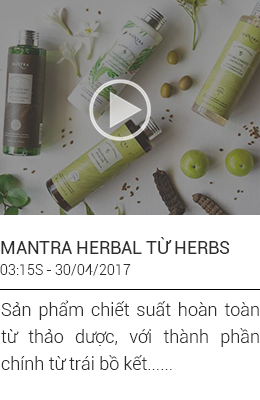 MANTRA HERBAL TỪ HERBS
03:15S - 30/04/2017
Sản phẩm chiết suất hoàn toàn
từ thảo dược, với thành phần
chính từ trái bồ kết......